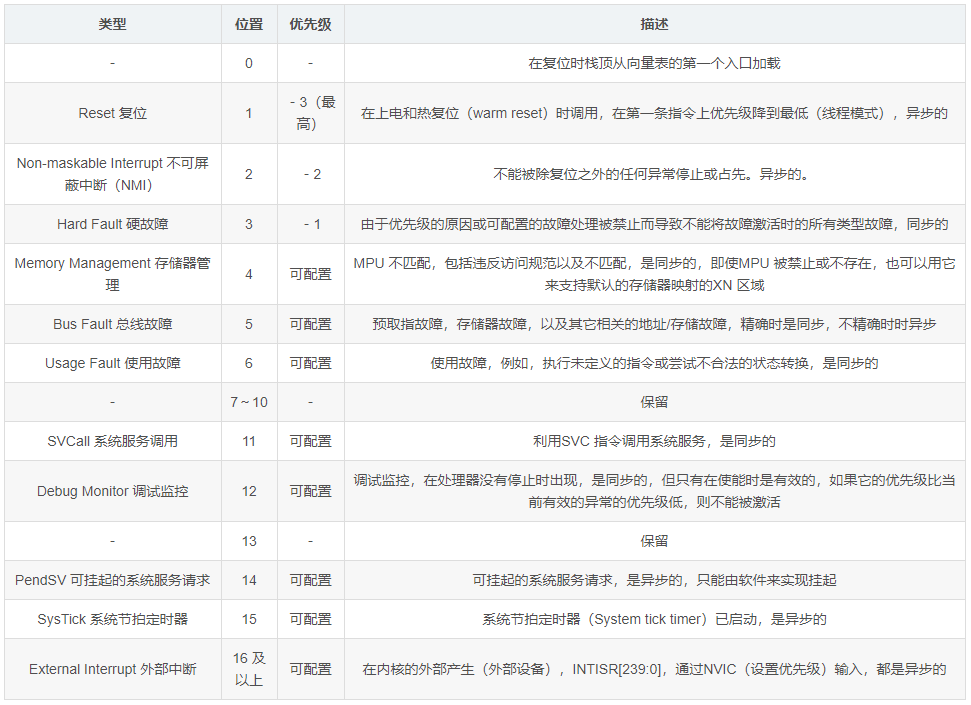 类型 位置 优先级 描述
- 0 - 在复位时栈顶从向量表的第一个入口加载
Reset 复位 1 - 3（最
高） 在上电和热复位（warm reset）时调用，在第一条指令上优先级降到最低（线程模式），异步的
Non-maskable Interrupt 不可屏
蔽中断（NMI） 2 - 2 不能被除复位之外的任何异常停止或占先。异步的。
Hard Fault 硬故障 3 - 1 由于优先级的原因或可配置的故障处理被禁止而导致不能将故障激活时的所有类型故障，同步的
Memory Management 存储器管
理 4 可配置 MPU 不匹配，包括违反访问规范以及不匹配，是同步的，即使MPU 被禁止或不存在，也可以用它
来支持默认的存储器映射的XN 区域
Bus Fault 总线故障 5 可配置 预取指故障，存储器故障，以及其它相关的地址/存储故障，精确时是同步，不精确时时异步
Usage Fault 使用故障 6 可配置 使用故障，例如，执行未定义的指令或尝试不合法的状态转换，是同步的
- 7～10 - 保留
SVCall 系统服务调用 11 可配置 利用SVC 指令调用系统服务，是同步的
Debug Monitor 调试监控 12 可配置 调试监控，在处理器没有停止时出现，是同步的，但只有在使能时是有效的，如果它的优先级比当
前有效的异常的优先级低，则不能被激活
- 13 - 保留
PendSV 可挂起的系统服务请求 14 可配置 可挂起的系统服务请求，是异步的，只能由软件来实现挂起
SysTick 系统节拍定时器 15 可配置 系统节拍定时器（System tick timer）已启动，是异步的
External Interrupt 外部中断 16 及
以上 可配置 在内核的外部产生（外部设备），INTISR[239:0]，通过NVIC（设置优先级）输入，都是异步的